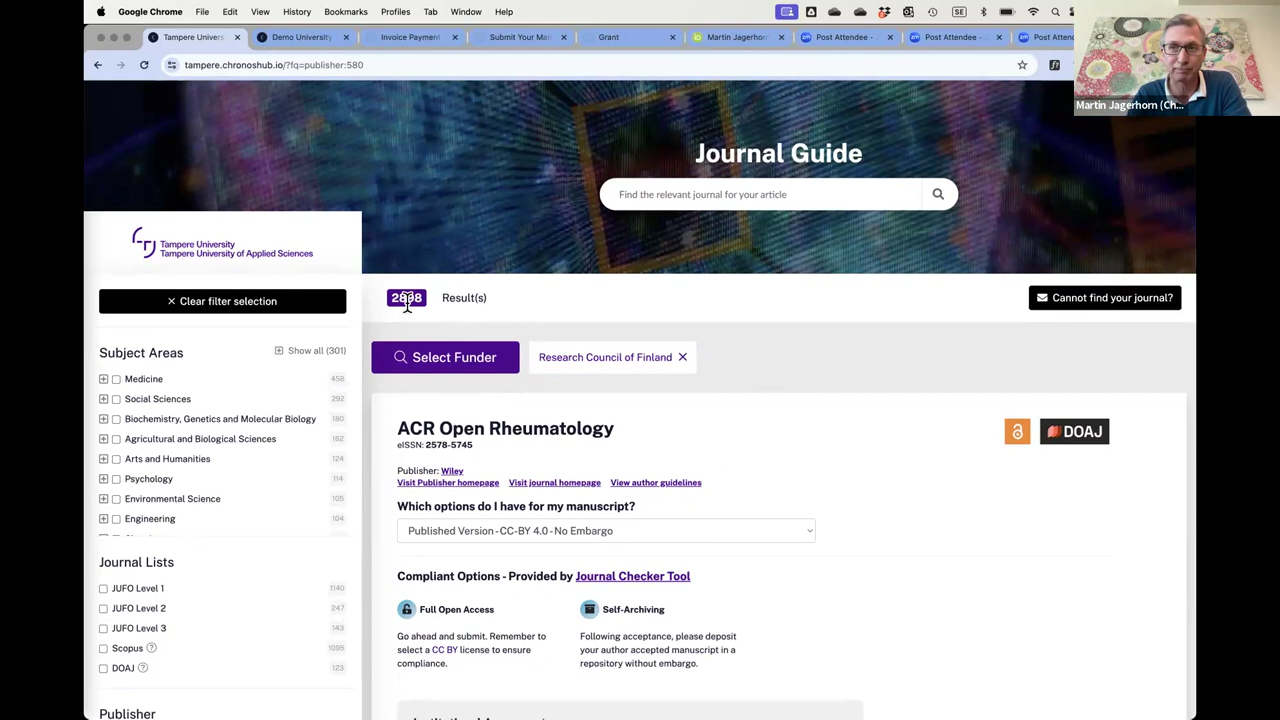 Google Chrome File Edit View History Bookmarks Profiles Tab Window Help SE
Tampere Univers Demo University Invoice Payment Submit Your Ma Grant Martin Jagerhorn Post Attendee - Post Attendee - Post Attend
tampere.chronoshub.io/?fq=publisher:580
Martin Jagerhorn (Ch...
Journal Guide
Find the relevant journal for your article
Tampere University
Tampere University of Applied Sciences
Clear filter selection
Result(s)
Cannot find your journal?
Subject Areas
Show all (301)
Medicine 458
Social Sciences 292
Biochemistry, Genetics and Molecular Biology 180
Agricultural and Biological Sciences 162
Arts and Humanities 124
Psychology 114
Environmental Science 105
Engineering 104
Journal Lists
JUFO Level 1 1140
JUFO Level 2 247
JUFO Level 3 143
Scopus 1095
DOAJ 123
Publisher
Select Funder
Research Council of Finland
ACR Open Rheumatology
DOAJ
eISSN: 2578-5745
Publisher: Wiley
Visit Publisher homepage Visit journal homepage View author guidelines
Which options do I have for my manuscript?
Published Version - CC-BY 4.0 - No Embargo
Compliant Options - Provided by Journal Checker Tool
Full Open Access
Go ahead and submit. Remember to
select a CC BY license to ensure
compliance.
Self-Archiving
Following acceptance, please deposit
your author accepted manuscript in a
repository without embargo.